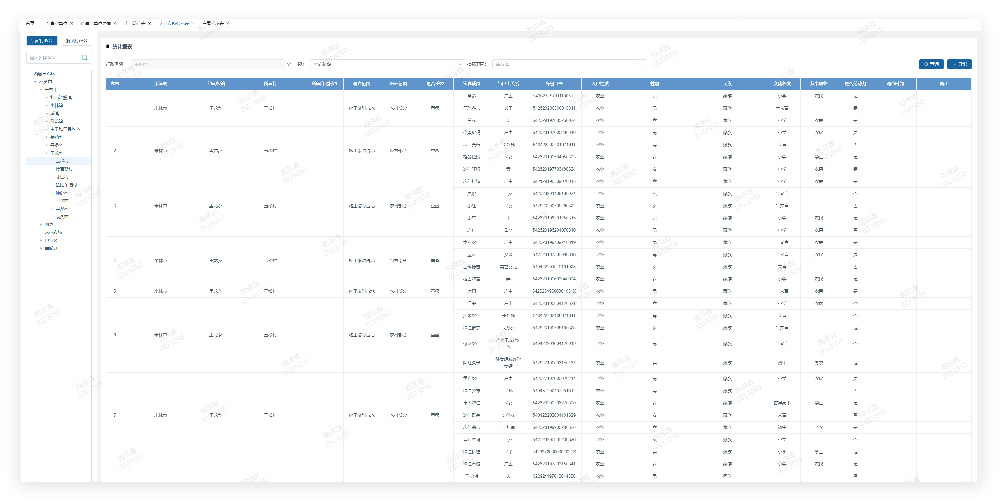 首页 企事业单位 × 企事业单位详情 × 人口统计表 × 人口专题公示表 × 房屋公示表 ×
锁定行政区 解锁行政区
输入名称查询
西藏自治区
林芝市
米林市
扎西绕登镇
米林镇
派镇
卧龙镇
南伊珞巴民族乡
羌纳乡
丹娘乡
里龙乡
玉松村
德吉新村
才巴村
色比单嘎村
仲萨村
甲帮村
里龙村
康桑村
朗县
米林农场
巴宜区
墨脱县
统计报表
行政区划: 玉松村 阶 段: 实施阶段 指标范围: 请选择 查询 导出
序号 所属县 所属乡/镇 所属村 所属自然村/组 调查范围 指标范围 是否重叠 家庭成员 与户主关系 身份证号 入户性质 性别 民族 文化程度 从事职业 是否劳动力 调查时间 备注
1 米林市 里龙乡 玉松村 施工临时占地 农村部分 重叠
革命 户主 542623197011100311 农业 男 藏族 小学 农民 是
白玛多吉 长子 542623200308010311 农业 男 藏族 半文盲 是
普赤 妻 542329197805266024 农业 女 藏族 小学 农民 是
2 米林市 里龙乡 玉松村 施工临时占地 农村部分 重叠
格桑尼玛 户主 542623197605230316 农业 男 藏族 小学 农民 是
次仁桑珠 长外孙 540422202001071611 农业 男 藏族 文盲 否
格桑拉姆 长女 542623199504050323 农业 女 藏族 小学 学生 是
次仁旺姆 妻 542623197703180324 农业 女 藏族 小学 农民 是
3 米林市 里龙乡 玉松村 施工临时占地 农村部分 重叠
次仁拉姆 户主 542129198309020045 农业 女 藏族 小学 农民 是
央珍 二女 542623201408130024 农业 女 藏族 半文盲 否
小红 长女 542623200705260322 农业 女 藏族 半文盲 否
小东 夫 542623198201250315 农业 男 藏族 小学 农民 是
次仁 岳父 542623196204070310 农业 男 藏族 小学 农民 否
4 米林市 里龙乡 玉松村 施工临时占地 农村部分 重叠
索朗次仁 户主 542623199709210319 农业 男 藏族 半文盲 农民 是
达瓦 父亲 542623197506080316 农业 男 藏族 半文盲 农民 是
白玛德吉 其它女儿 540422201910191923 农业 女 藏族 文盲 否
拉巴次吉 妻 542623199603040024 农业 女 藏族 小学 农民 是
5 米林市 里龙乡 玉松村 施工临时占地 农村部分 重叠 达白 户主 54262319680301031X 农业 男 藏族 半文盲 农民 是
6 米林市 里龙乡 玉松村 施工临时占地 农村部分 重叠
江安 户主 542623195804120321 农业 女 藏族 小学 农民 否
久米次仁 长外孙 540422202108071611 农业 男 藏族 文盲 否
次仁群宗 长孙女 542623199706100325 农业 女 藏族 半文盲 是
顿珠次仁 曾孙子或曾外孙 540422201604120019 农业 男 藏族 半文盲 否
阿旺久米 孙女婿或外孙女婿 542627199503140437 农业 男 藏族 初中 务农 是
7 米林市 里龙乡 玉松村 施工临时占地 农村部分 重叠
贡布次仁 户主 542627197603020214 农业 男 藏族 小学 农民 是
次仁罗布 长孙 540481202407251612 农业 男 藏族 - - 否
卓玛次仁 长女 542623200306270320 农业 女 藏族 普通高中 学生 是
次仁群宗 长孙女 540422202004101329 农业 女 藏族 文盲 否
次仁曲吉 长儿媳 542623199908280328 农业 女 藏族 初中 务农 是
普布卓玛 二女 542623200906200326 农业 女 藏族 小学 否
次仁达娃 长子 54262720000301021X 农业 男 藏族 小学 学生 是
次仁卓嘎 户主 542623197803150341 农业 女 藏族 小学 农民 是
马尕胡 夫 622921197012014558 农业 男 回族 - - 否
陶泽鑫
2023050